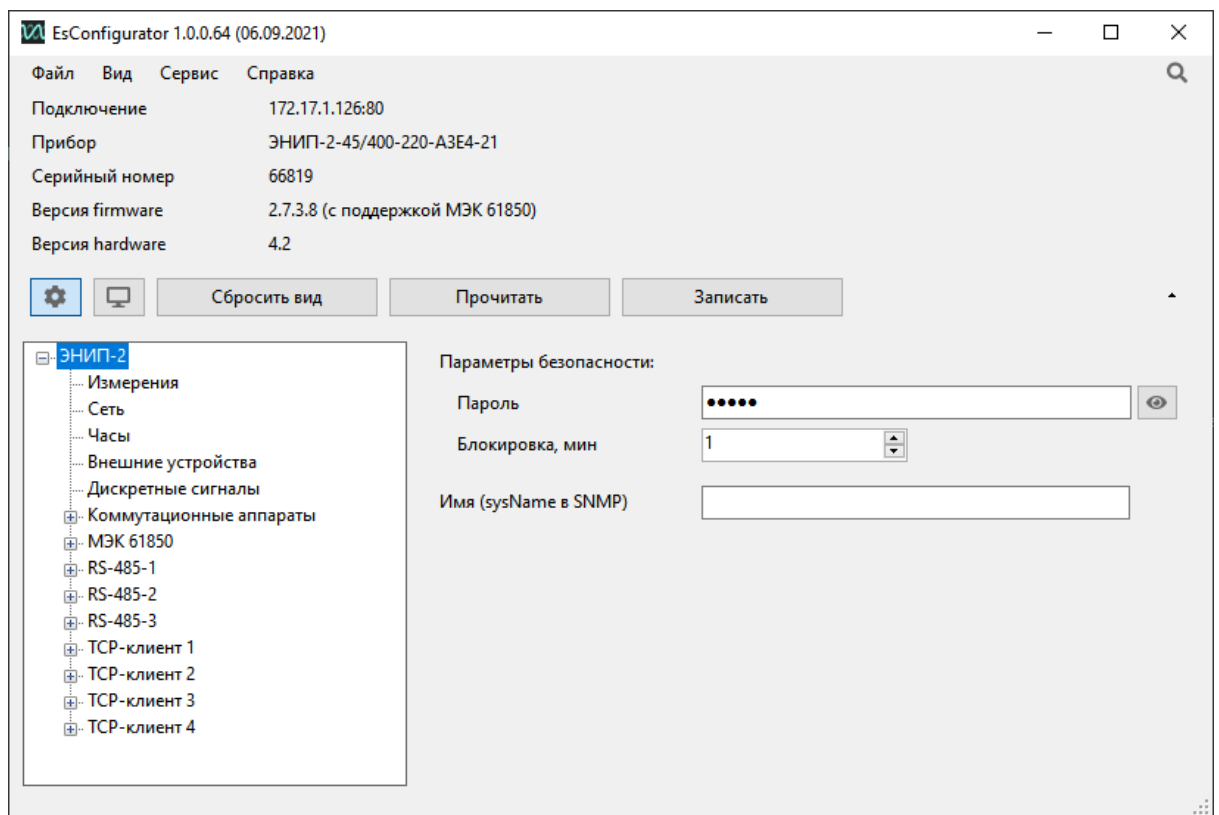 EsConfigurator 1.0.0.64 (06.09.2021)
Файл Вид Сервис Справка
Подключение 172.17.1.126:80
Прибор ЭНИП-2-45/400-220-А3Е4-21
Серийный номер 66819
Версия firmware 2.7.3.8 (с поддержкой МЭК 61850)
Версия hardware 4.2
Сбросить вид Прочитать Записать
ЭНИП-2
Измерения
Сеть
Часы
Внешние устройства
Дискретные сигналы
Коммутационные аппараты
МЭК 61850
RS-485-1
RS-485-2
RS-485-3
TCP-клиент 1
TCP-клиент 2
TCP-клиент 3
TCP-клиент 4
Параметры безопасности:
Пароль •••••
Блокировка, мин 1
Имя (sysName в SNMP)